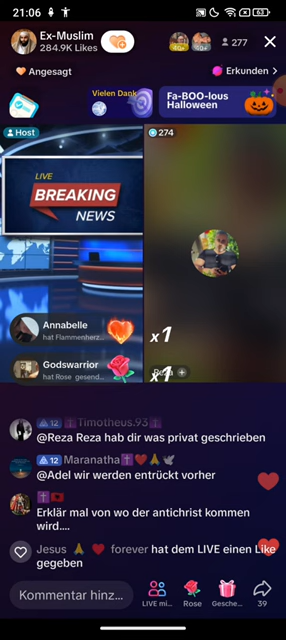 21:06
63
Ex-Muslim
284.9K Likes
277
Angesagt
Erkunden
Vielen Dank
Fa-BOO-lous
Halloween
Host
274
LIVE
BREAKING
NEWS
Annabelle
hat Flammenherz...
Godswarrior
hat Rose gesend...
x1
x1
12 Timotheus.93
@Reza Reza hab dir was privat geschrieben
12 Maranatha
@Adel wir werden entrückt vorher
Erklär mal von wo der antichrist kommen
wird....
Jesus forever hat dem LIVE einen Like
gegeben
Kommentar hinz...
LIVE mi...
Rose
Gesche...
39